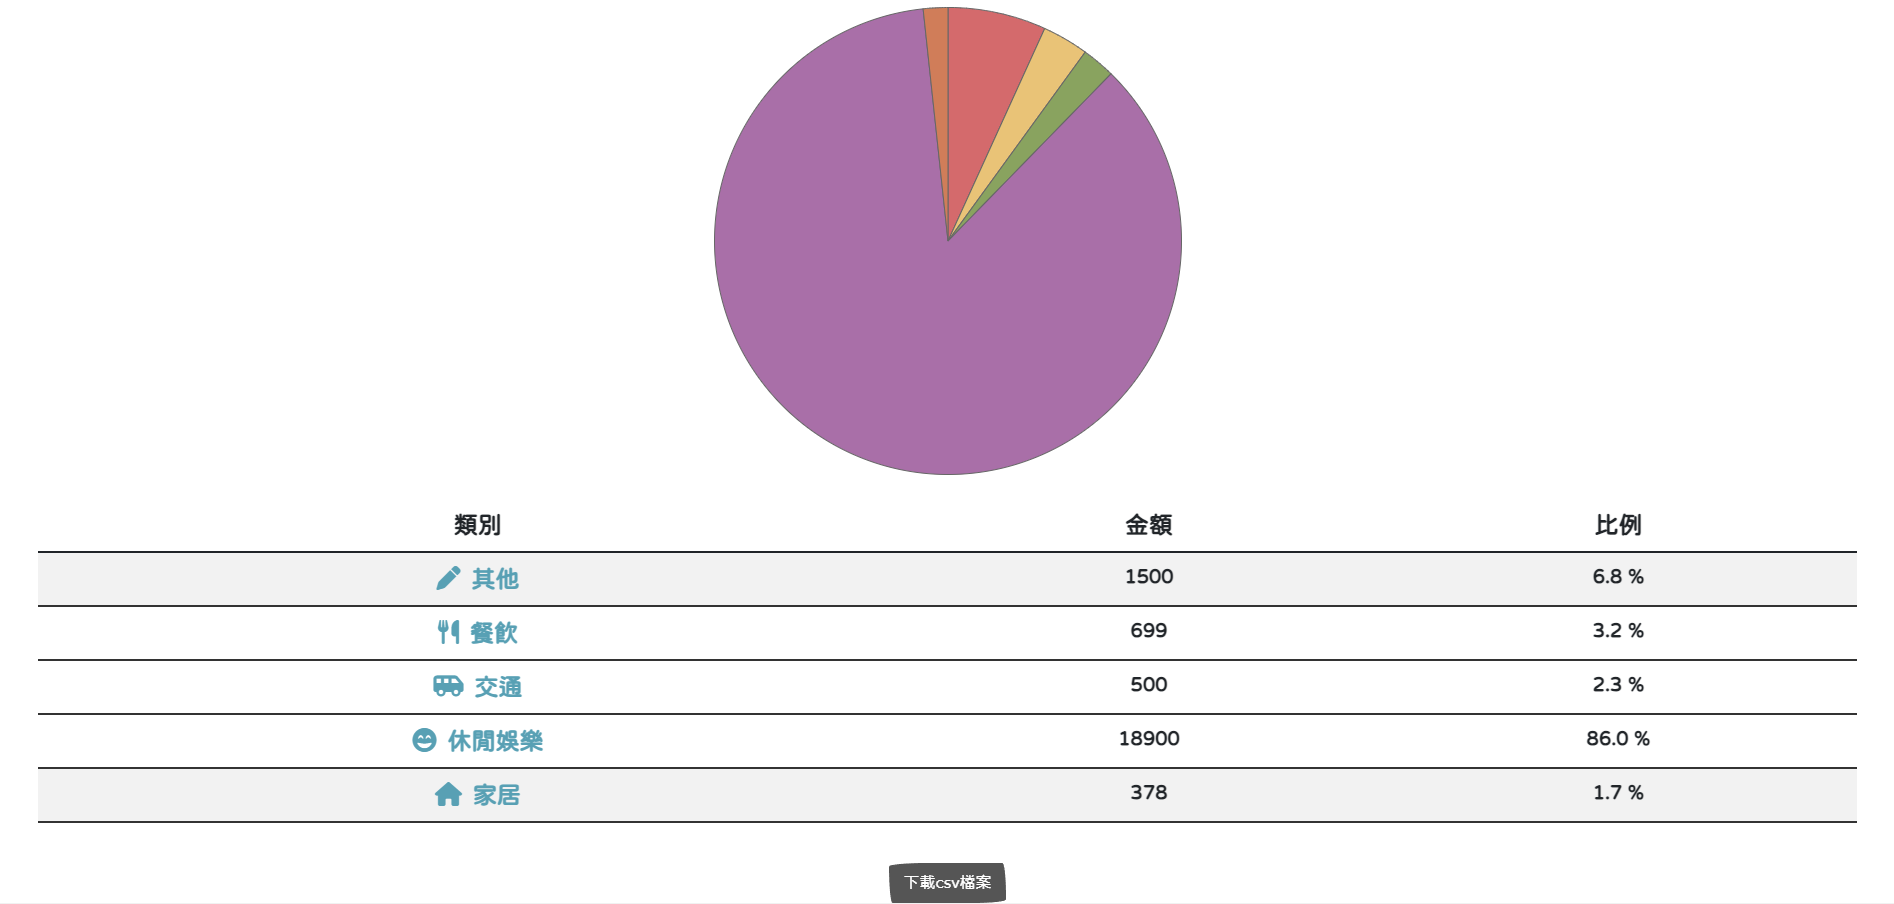 類別 金額 比例
其他 1500 6.8 %
餐飲 699 3.2 %
交通 500 2.3 %
休閒娛樂 18900 86.0 %
家居 378 1.7 %
下載csv檔案